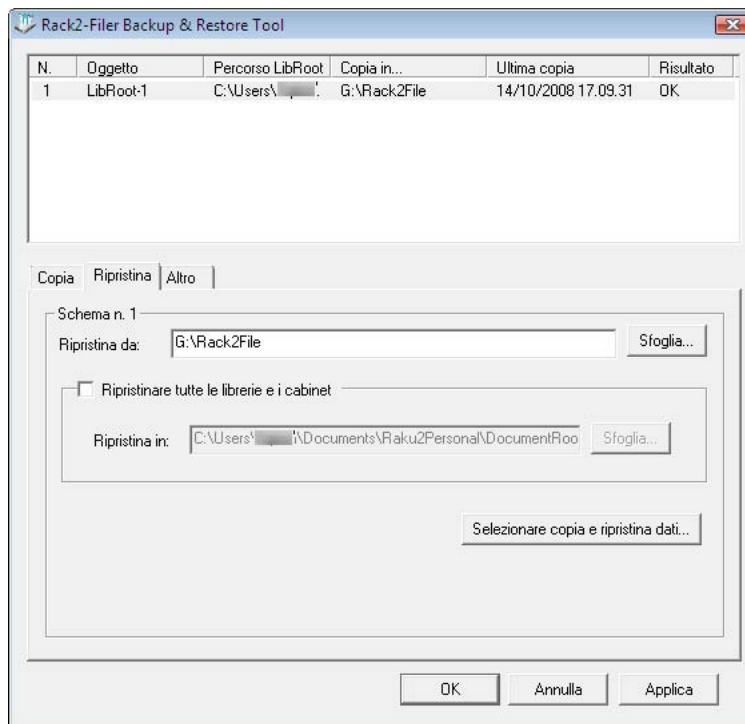 Rack2-Filer Backup & Restore Tool
N. Oggetto Percorso LibRoot Copia in... Ultima copia Risultato
1 LibRoot-1 C:\Users\ G:\Rack2File 14/10/2008 17.09.31 OK
Copia Ripristina Altro
Schema n. 1
Ripristina da: G:\Rack2File Sfoglia...
Ripristinare tutte le librerie e i cabinet
Ripristina in: C:\Users\ \Documents\Raku2Personal\DocumentRoo Sfoglia...
Selezionare copia e ripristina dati...
OK Annulla Applica